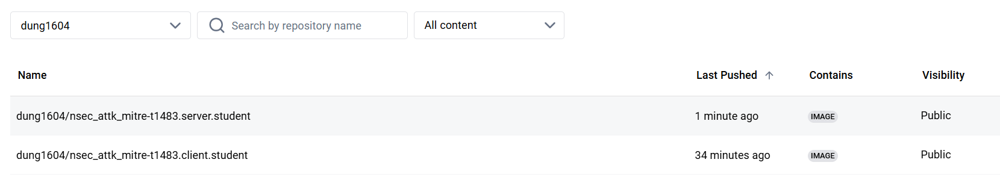 dung1604 Search by repository name All content
Name Last Pushed Contains Visibility
dung1604/nsec_attk_mitre-t1483.server.student 1 minute ago IMAGE Public
dung1604/nsec_attk_mitre-t1483.client.student 34 minutes ago IMAGE Public